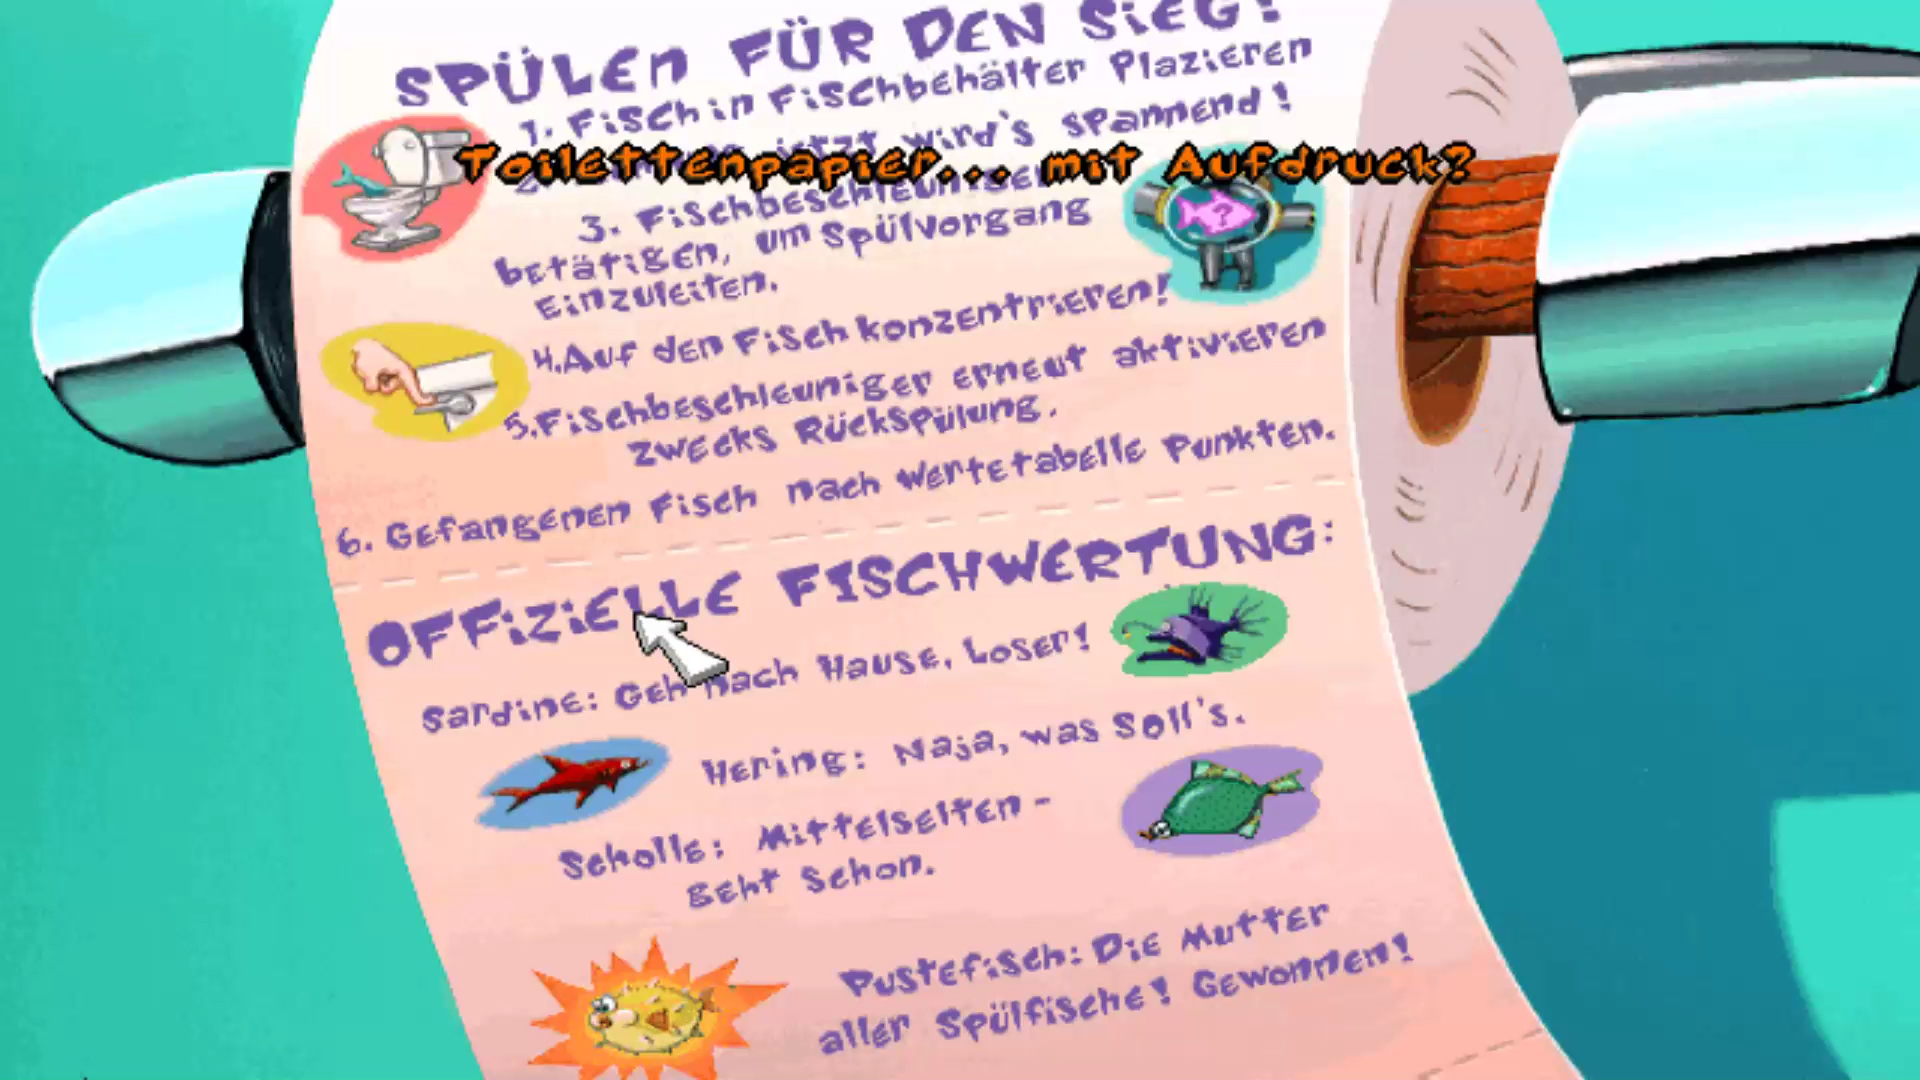 SPÜLEN FÜR DEN SIEG!
1. Fisch in Fischbehälter Plazieren
jetzt wird's spannend!
Toilettenpapier... mit Aufdruck?
3. Fischbeschleuniger
betätigen, um Spülvorgang
Einzuleiten.
4. Auf den Fisch konzentrieren!
5. Fischbeschleuniger erneut aktivieren
zwecks Rückspülung.
6. Gefangenen Fisch nach Wertetabelle Punkten.
OFFIZIELLE FISCHWERTUNG:
Sardine: Geh nach Hause, Loser!
Hering: Naja, was Soll's.
Scholle: Mittelselten -
geht Schon.
Pustefisch: Die Mutter
aller Spülfische! Gewonnen!